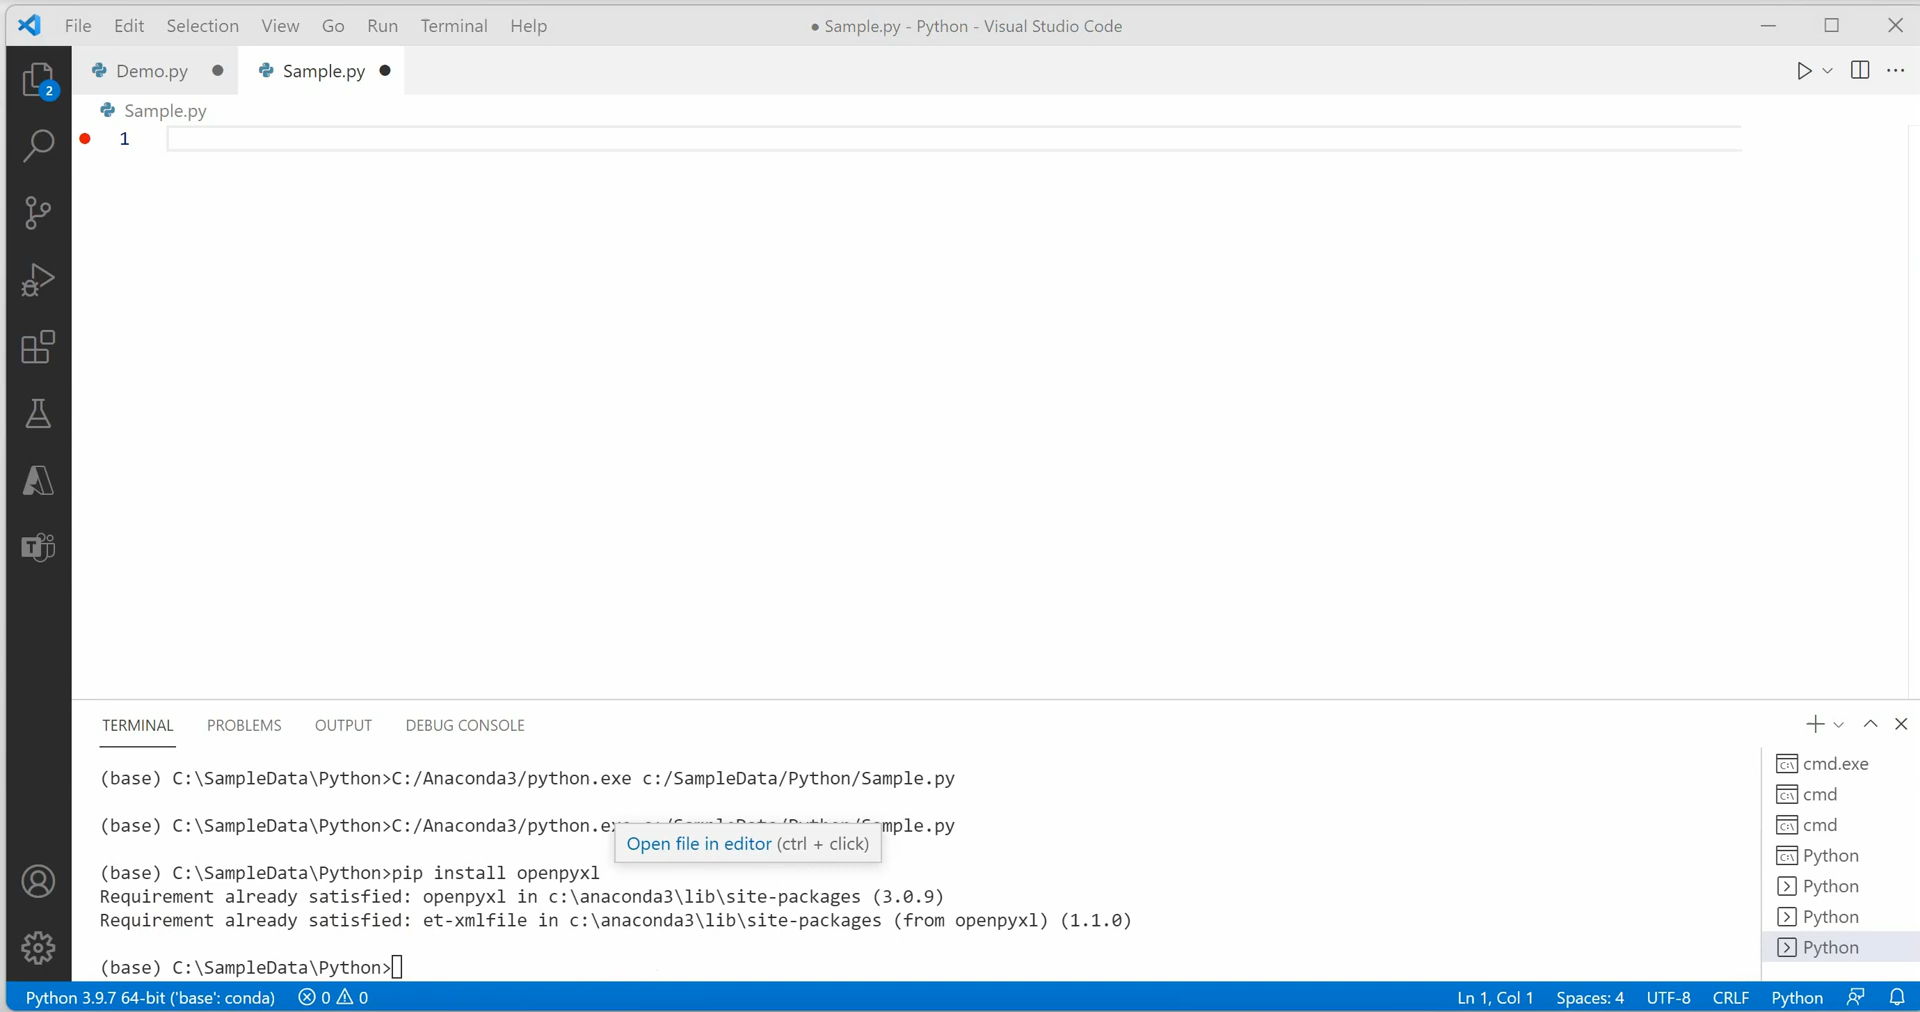 File Edit Selection View Go Run Terminal Help ● Sample.py - Python - Visual Studio Code
Demo.py ● Sample.py ●
2
Sample.py
1
TERMINAL PROBLEMS OUTPUT DEBUG CONSOLE
(base) C:\SampleData\Python>C:/Anaconda3/python.exe c:/SampleData/Python/Sample.py
(base) C:\SampleData\Python>C:/Anaconda3/python.exe c:/SampleData/Python/Sample.py
Open file in editor (ctrl + click)
(base) C:\SampleData\Python>pip install openpyxl
Requirement already satisfied: openpyxl in c:\anaconda3\lib\site-packages (3.0.9)
Requirement already satisfied: et-xmlfile in c:\anaconda3\lib\site-packages (from openpyxl) (1.1.0)
(base) C:\SampleData\Python>
cmd.exe
cmd
cmd
Python
Python
Python
Python
Python 3.9.7 64-bit ('base': conda) 0 0 Ln 1, Col 1 Spaces: 4 UTF-8 CRLF Python